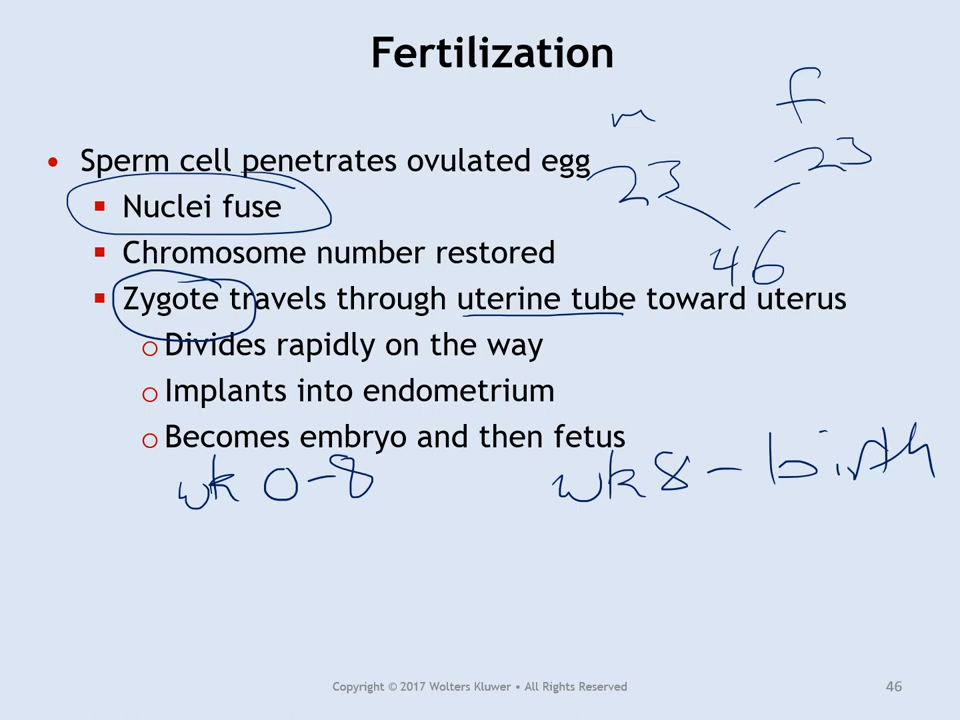 Fertilization
m f
• Sperm cell penetrates ovulated egg
23 23
▪ Nuclei fuse
▪ Chromosome number restored
46
▪ Zygote travels through uterine tube toward uterus
o Divides rapidly on the way
o Implants into endometrium
o Becomes embryo and then fetus
wk 0-8 wk 8 - birth
Copyright © 2017 Wolters Kluwer • All Rights Reserved
46